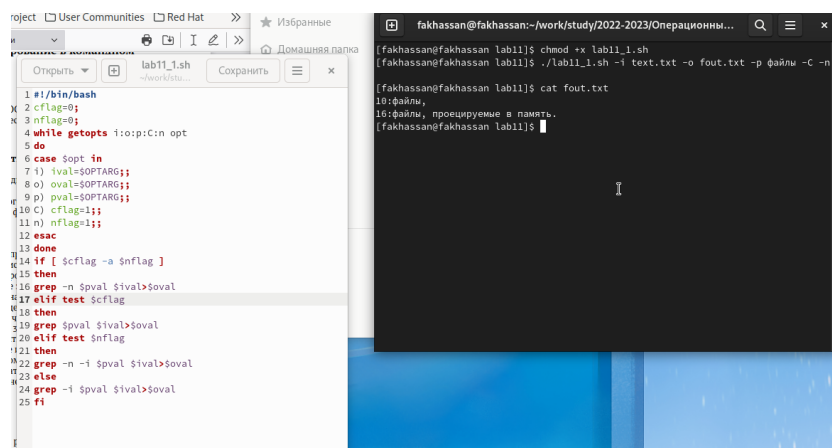 roject
User Communities
Red Hat
»
Избранные
»
Домашняя папка
Открыть
lab11_1.sh
~/work/stu...
Сохранить
×
1 #!/bin/bash
2 cflag=0;
3 nflag=0;
4 while getopts i:o:p:C:n opt
5 do
6 case $opt in
7 i) ival=$OPTARG;;
8 o) oval=$OPTARG;;
9 p) pval=$OPTARG;;
10 C) cflag=1;;
11 n) nflag=1;;
12 esac
13 done
14 if [ $cflag -a $nflag ]
15 then
16 grep -n $pval $ival>$oval
17 elif test $cflag
18 then
19 grep $pval $ival>$oval
20 elif test $nflag
21 then
22 grep -n -i $pval $ival>$oval
23 else
24 grep -i $pval $ival>$oval
25 fi
fakhassan@fakhassan:~/work/study/2022-2023/Операционны...
[fakhassan@fakhassan lab11]$ chmod +x lab11_1.sh
[fakhassan@fakhassan lab11]$ ./lab11_1.sh -i text.txt -o fout.txt -p файлы -C -n
[fakhassan@fakhassan lab11]$ cat fout.txt
10:файлы,
16:файлы, проецируемые в память.
[fakhassan@fakhassan lab11]$